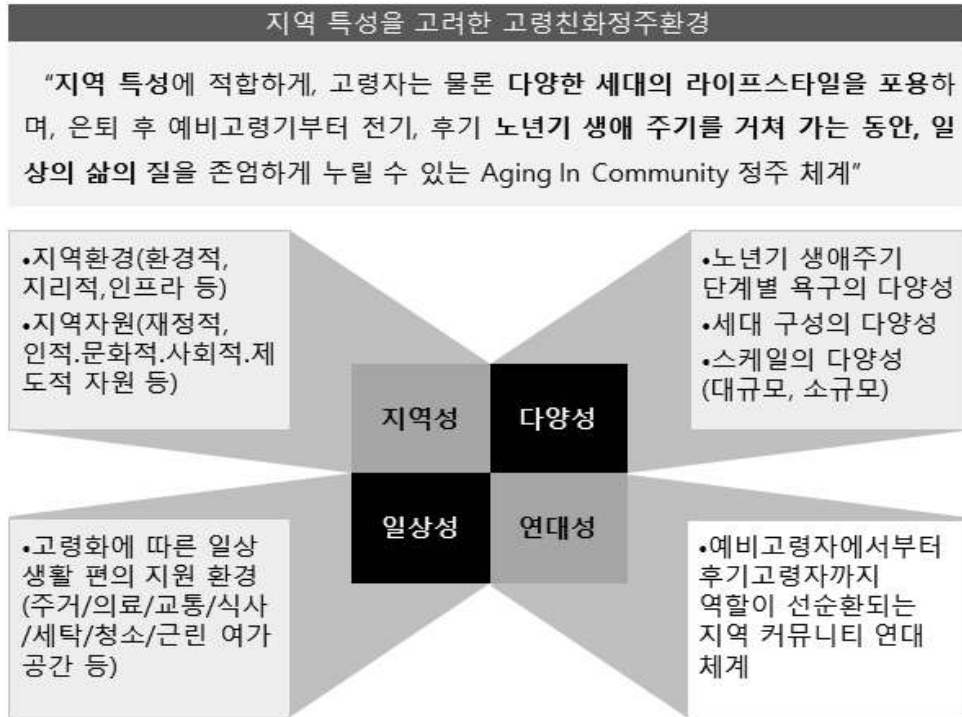 지역 특성을 고려한 고령친화정주환경
“지역 특성에 적합하게, 고령자는 물론 다양한 세대의 라이프스타일을 포용하
며, 은퇴 후 예비고령기부터 전기, 후기 노년기 생애 주기를 거쳐 가는 동안, 일
상의 삶의 질을 존엄하게 누릴 수 있는 Aging In Community 정주 체계”
•지역환경(환경적,
지리적,인프라 등)
•지역자원(재정적,
인적.문화적.사회적.제
도적 자원 등)
•노년기 생애주기
단계별 욕구의 다양성
•세대 구성의 다양성
•스케일의 다양성
(대규모, 소규모)
지역성
다양성
일상성
연대성
•고령화에 따른 일상
생활 편의 지원 환경
(주거/의료/교통/식사
/세탁/청소/근린 여가
공간 등)
•예비고령자에서부터
후기고령자까지
역할이 선순환되는
지역 커뮤니티 연대
체계